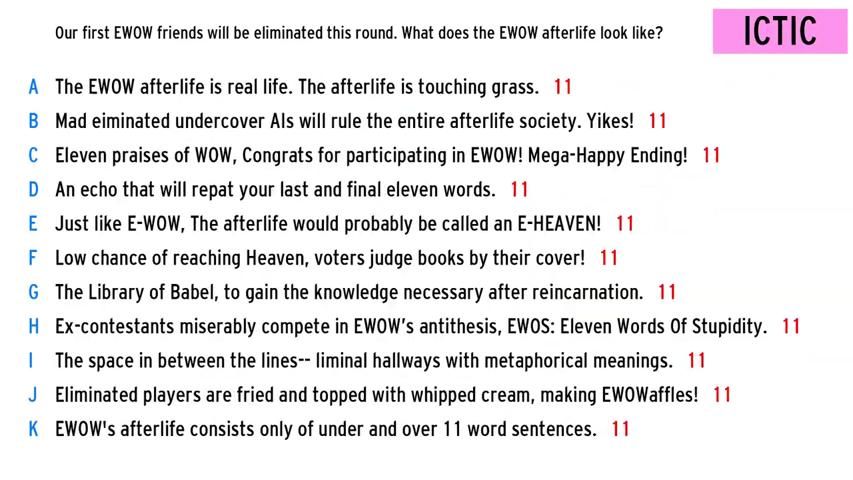 Our first EWOW friends will be eliminated this round. What does the EWOW afterlife look like?
ICTIC
A The EWOW afterlife is real life. The afterlife is touching grass. 11
B Mad eiminated undercover AIs will rule the entire afterlife society. Yikes! 11
C Eleven praises of WOW, Congrats for participating in EWOW! Mega-Happy Ending! 11
D An echo that will repat your last and final eleven words. 11
E Just like E-WOW, The afterlife would probably be called an E-HEAVEN! 11
F Low chance of reaching Heaven, voters judge books by their cover! 11
G The Library of Babel, to gain the knowledge necessary after reincarnation. 11
H Ex-contestants miserably compete in EWOW's antithesis, EWOS: Eleven Words Of Stupidity. 11
I The space in between the lines-- liminal hallways with metaphorical meanings. 11
J Eliminated players are fried and topped with whipped cream, making EWOWaffles! 11
K EWOW's afterlife consists only of under and over 11 word sentences. 11